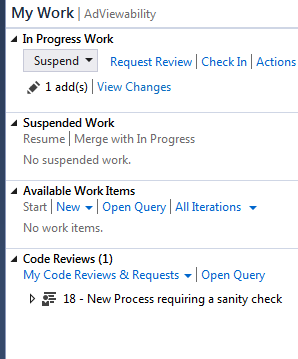 My Work | AdViewability
In Progress Work
Suspend Request Review | Check In | Actions
1 add(s) | View Changes
Suspended Work
Resume | Merge with In Progress
No suspended work.
Available Work Items
Start | New | Open Query | All Iterations
No work items.
Code Reviews (1)
My Code Reviews & Requests | Open Query
18 - New Process requiring a sanity check